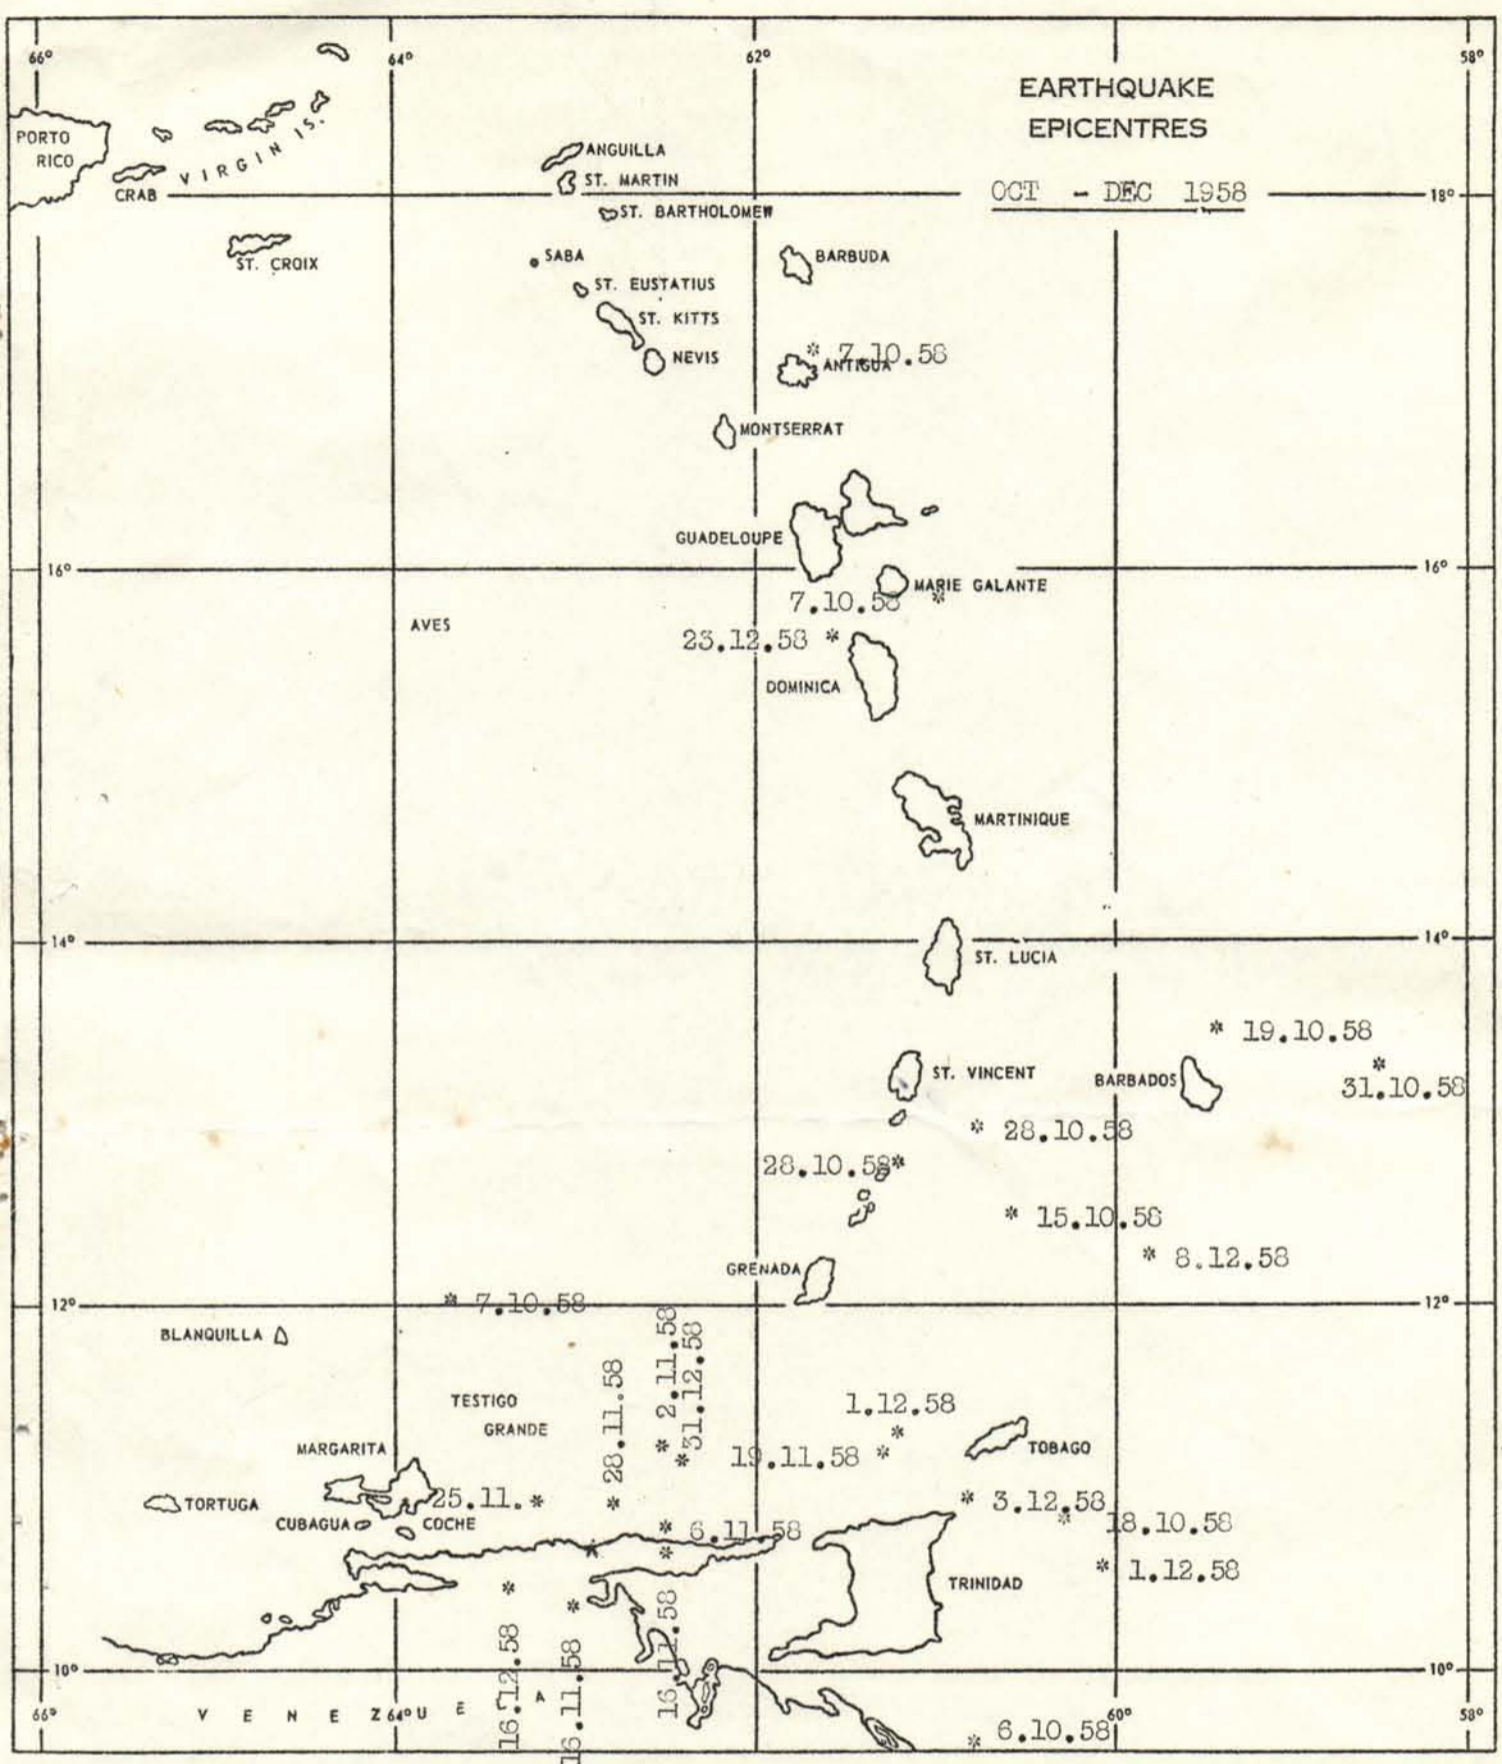 66°
64°
62°
58°
EARTHQUAKE
EPICENTRES
OCT - DEC 1958
PORTO
RICO
VIRGIN IS.
CRAB
ANGUILLA
ST. MARTIN
18°
ST. BARTHOLOMEW
ST. CROIX
SABA
BARBUDA
ST. EUSTATIUS
ST. KITTS
NEVIS
7.10.58
ANTIGUA
MONTSERRAT
GUADELOUPE
16°
16°
MARIE GALANTE
7.10.58
AVES
23.12.58
DOMINICA
MARTINIQUE
14°
14°
ST. LUCIA
19.10.58
ST. VINCENT
BARBADOS
31.10.58
28.10.58
28.10.58
15.10.58
8.12.58
GRENADA
12°
7.10.58
12°
BLANQUILLA
2.11.58
31.12.58
28.11.58
TESTIGO
GRANDE
1.12.58
MARGARITA
19.11.58
TOBAGO
TORTUGA
25.11.
3.12.58
CUBAGUA
COCHE
6.11.58
18.10.58
1.12.58
TRINIDAD
16.12.58
16.11.58
16.11.58
10°
10°
66°
VENEZUELA
64°
60°
58°
6.10.58